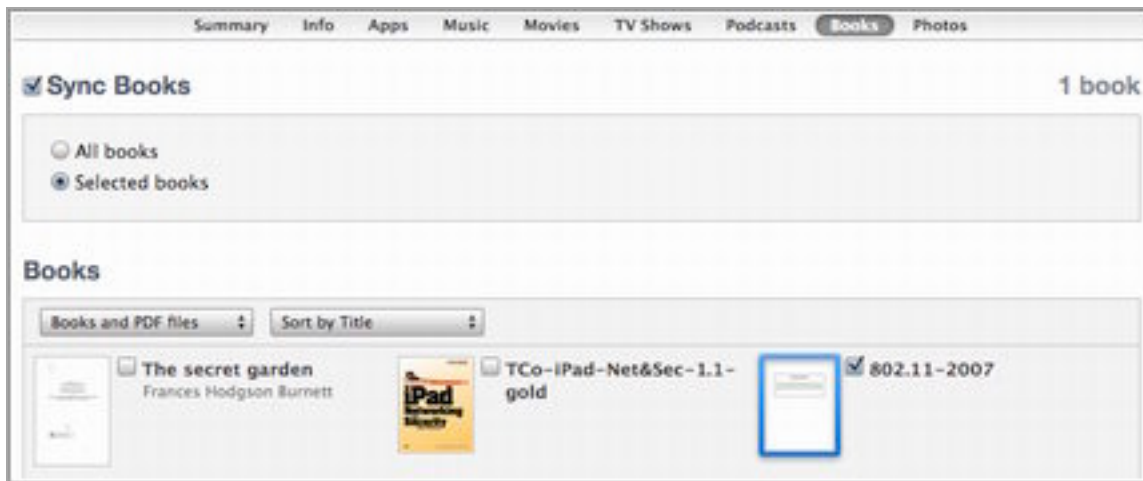 Summary Info Apps Music Movies TV Shows Podcasts Books Photos
Sync Books
1 book
All books
Selected books
Books
Books and PDF files
Sort by Title
The secret garden
Frances Hodgson Burnett
iPad
Networking
Security
TCo-iPad-Net&Sec-1.1-
gold
802.11-2007